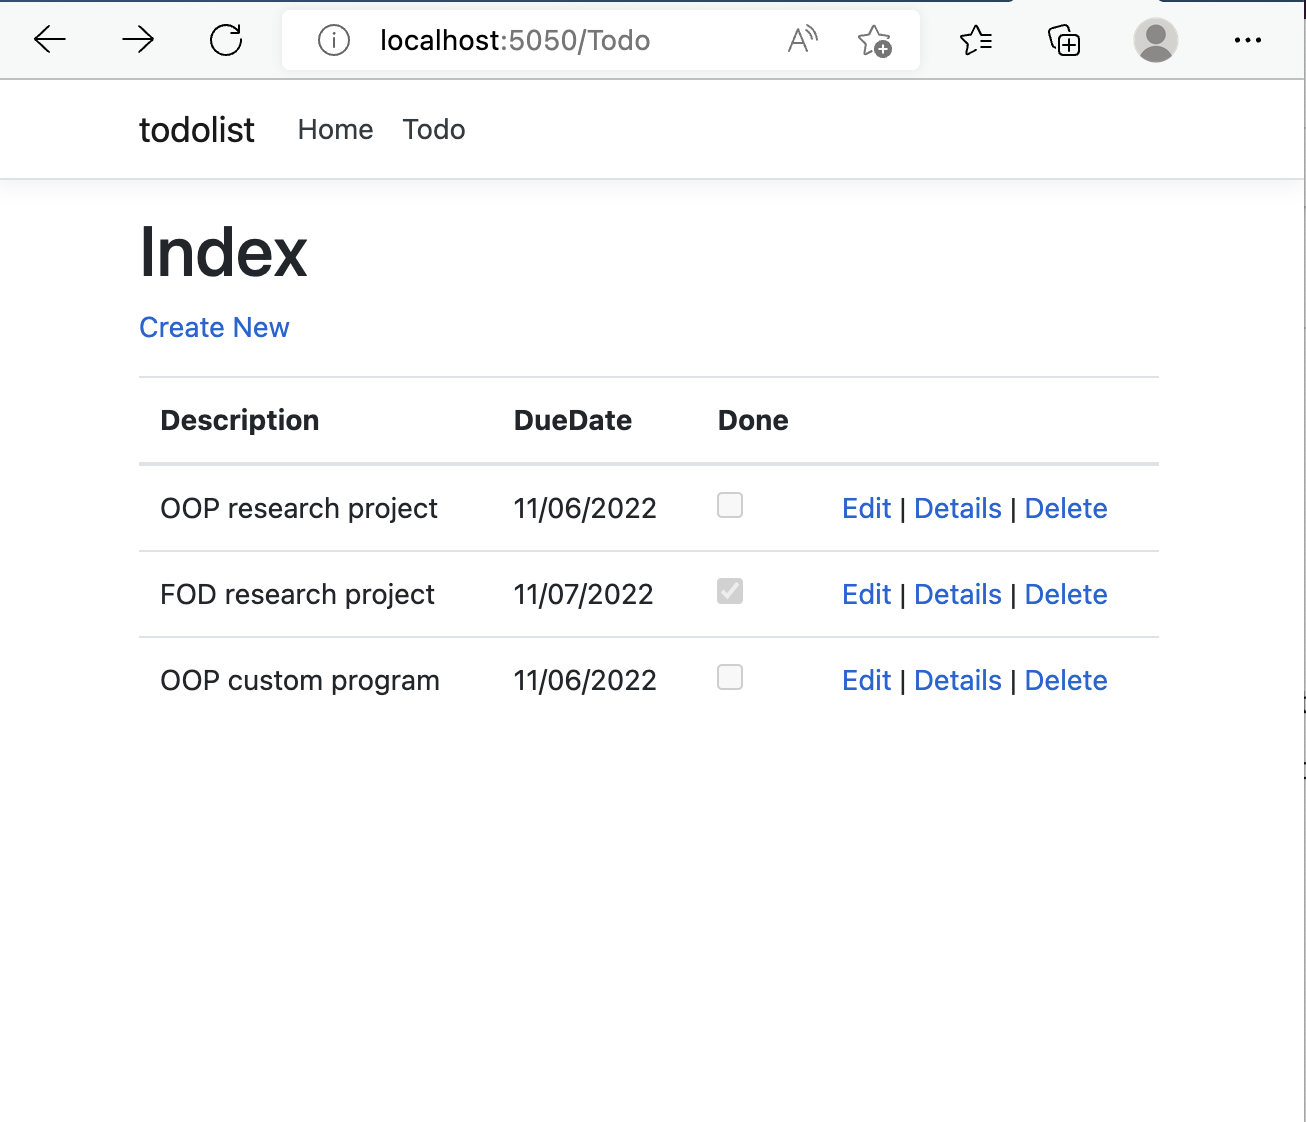 localhost:5050/Todo
todolist Home Todo
Index
Create New
Description DueDate Done
OOP research project 11/06/2022 Edit | Details | Delete
FOD research project 11/07/2022 Edit | Details | Delete
OOP custom program 11/06/2022 Edit | Details | Delete